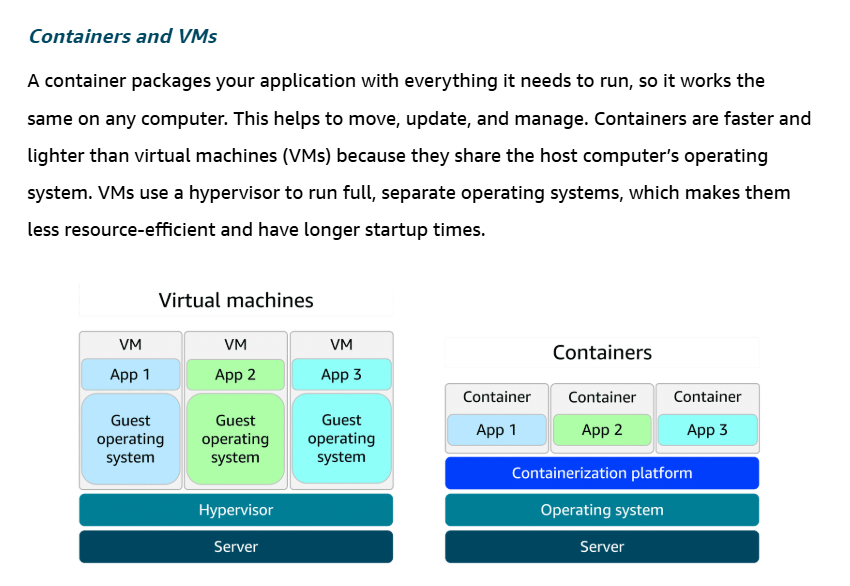 Containers and VMs
A container packages your application with everything it needs to run, so it works the
same on any computer. This helps to move, update, and manage. Containers are faster and
lighter than virtual machines (VMs) because they share the host computer’s operating
system. VMs use a hypervisor to run full, separate operating systems, which makes them
less resource-efficient and have longer startup times.
Virtual machines
VM
VM
VM
App 1
App 2
App 3
Guest
operating
system
Guest
operating
system
Guest
operating
system
Hypervisor
Server
Containers
Container
Container
Container
App 1
App 2
App 3
Containerization platform
Operating system
Server